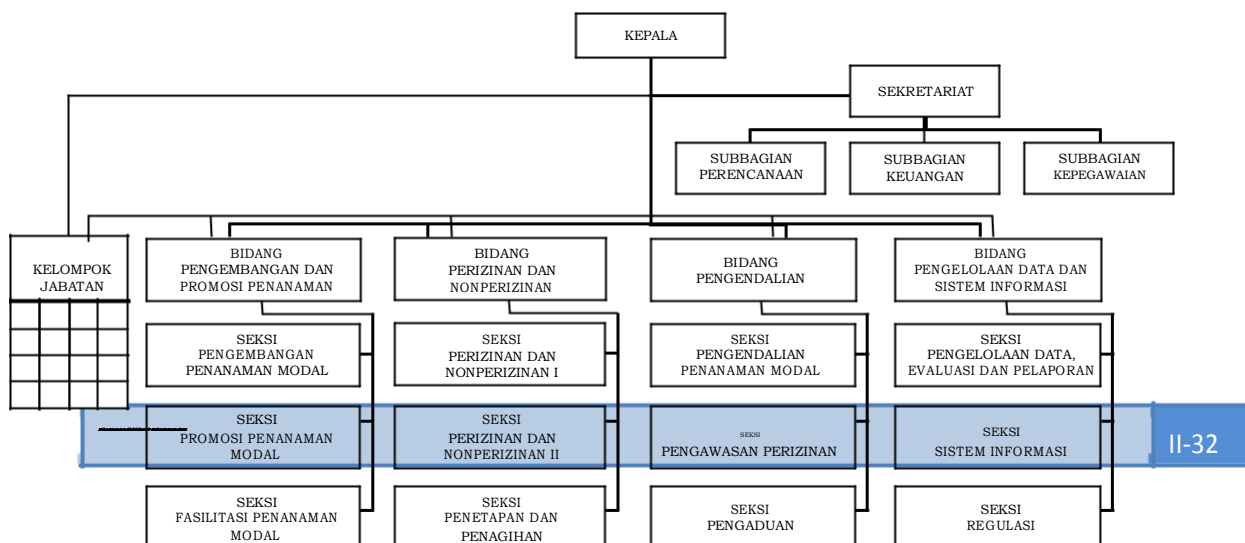 KEPALA
SEKRETARIAT
SUBBAGIAN
PERENCANAAN
SUBBAGIAN
KEUANGAN
SUBBAGIAN
KEPEGAWAIAN
KELOMPOK
JABATAN
BIDANG
PENGEMBANGAN DAN
PROMOSI PENANAMAN
BIDANG
PERIZINAN DAN
NONPERIZINAN
BIDANG
PENGENDALIAN
BIDANG
PENGELOLAAN DATA DAN
SISTEM INFORMASI
SEKSI
PENGEMBANGAN
PENANAMAN MODAL
SEKSI
PERIZINAN DAN
NONPERIZINAN I
SEKSI
PENGENDALIAN
PENANAMAN MODAL
SEKSI
PENGELOLAAN DATA,
EVALUASI DAN PELAPORAN
SEKSI
PROMOSI PENANAMAN
MODAL
SEKSI
PERIZINAN DAN
NONPERIZINAN II
SEKSI
PENGAWASAN PERIZINAN
SEKSI
SISTEM INFORMASI
II-32
SEKSI
FASILITASI PENANAMAN
MODAL
SEKSI
PENETAPAN DAN
PENAGIHAN
SEKSI
PENGADUAN
SEKSI
REGULASI